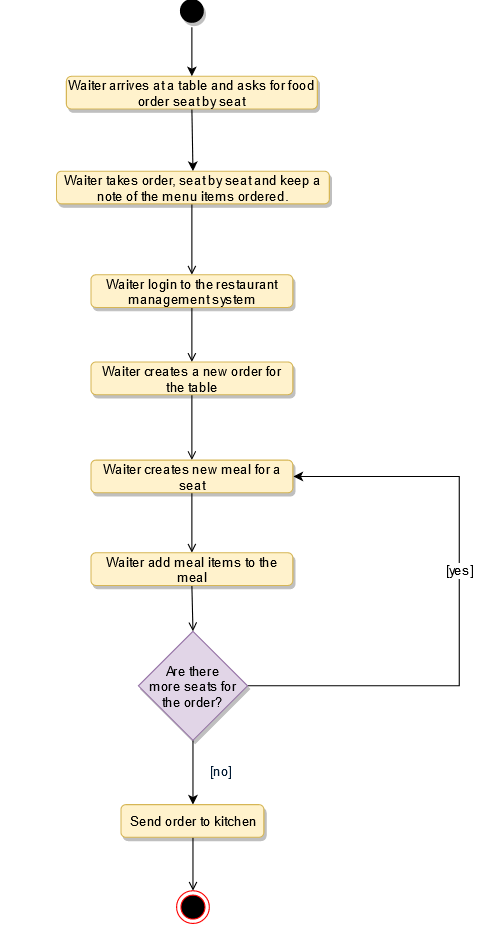 Waiter arrives at a table and asks for food
order seat by seat
Waiter takes order, seat by seat and keep a
note of the menu items ordered.
Waiter login to the restaurant
management system
Waiter creates a new order for
the table
Waiter creates new meal for a
seat
Waiter add meal items to the
meal
[yes]
Are there
more seats for
the order?
[no]
Send order to kitchen